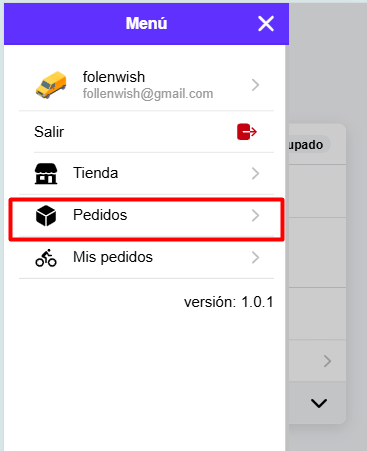 Menú
folenwish
follenwish@gmail.com
Salir
upado
Tienda
Pedidos
Mis pedidos
versión: 1.0.1